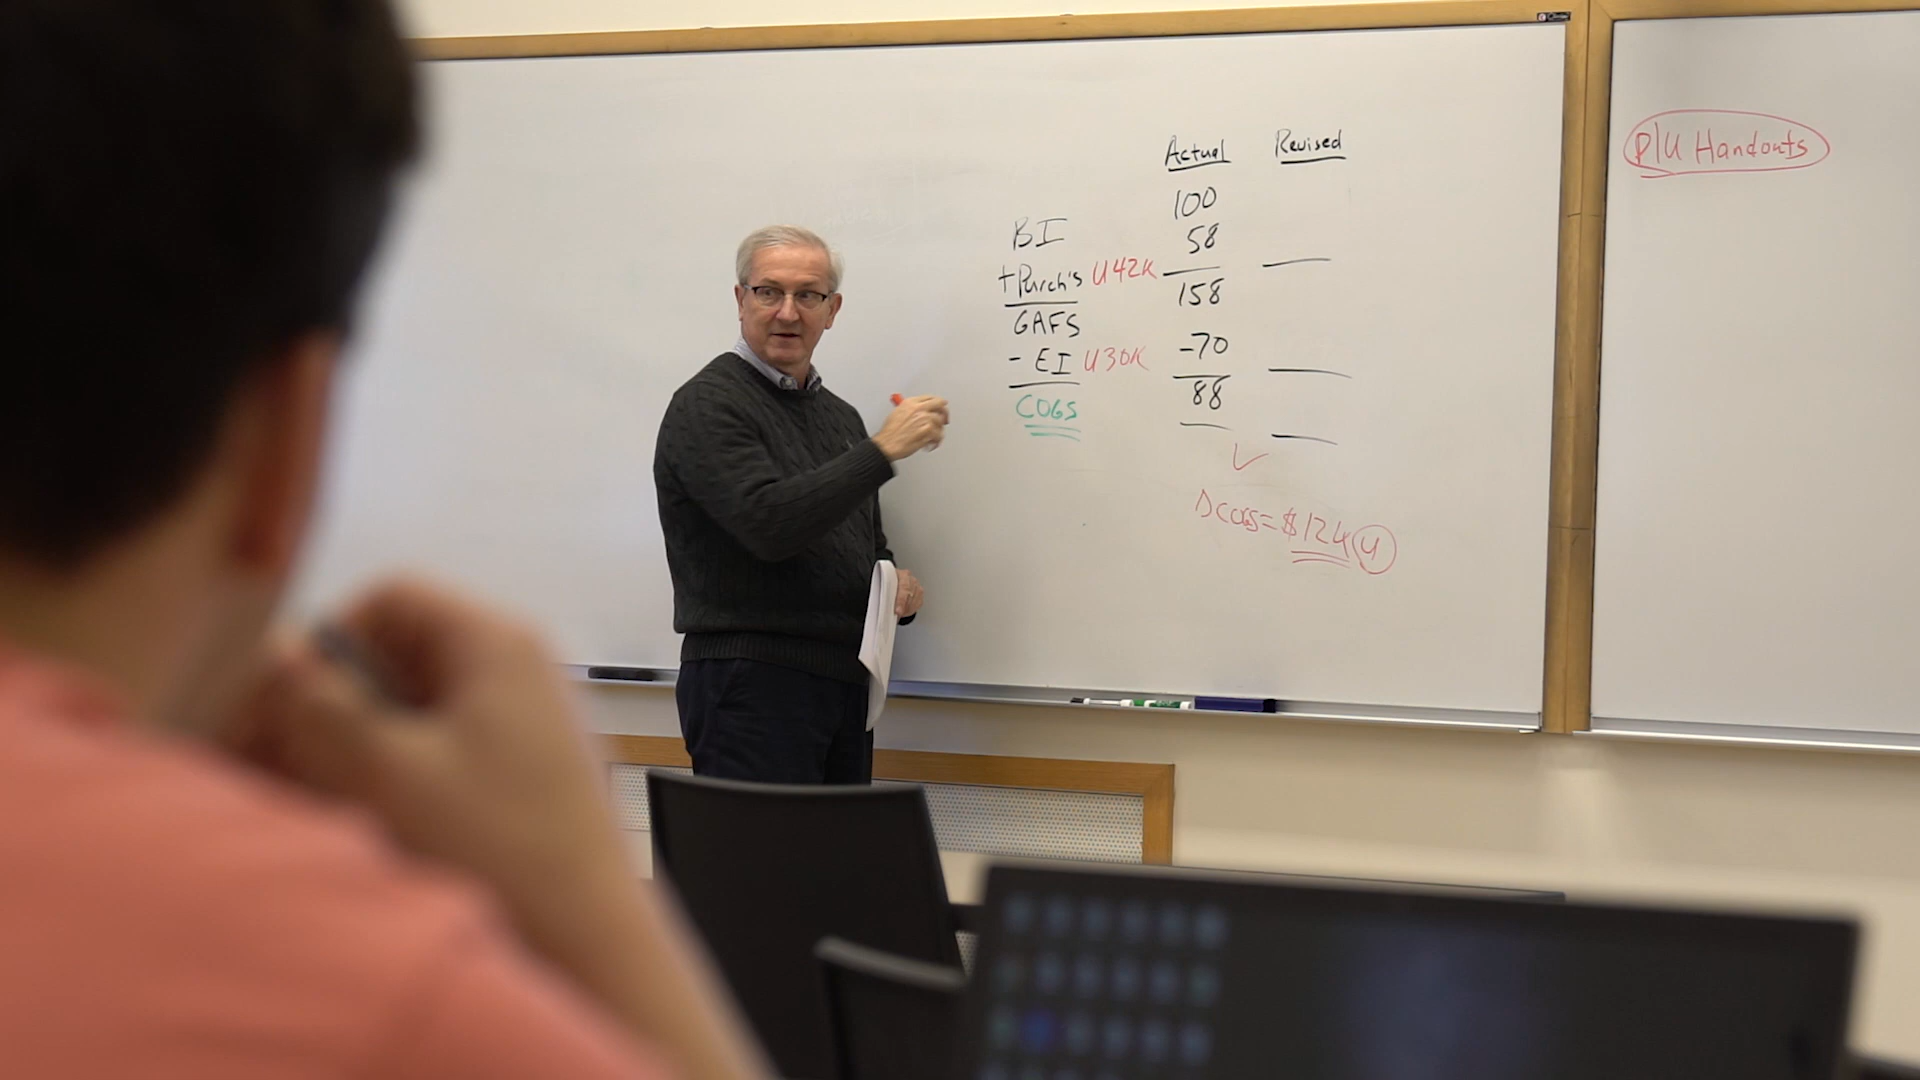 Actual Revised
BI 100
+Purch's U42K 58
GAFS 158
- EI U30K -70
COGS 88
✓
ΔCOGS=$12K U
P/U Handouts